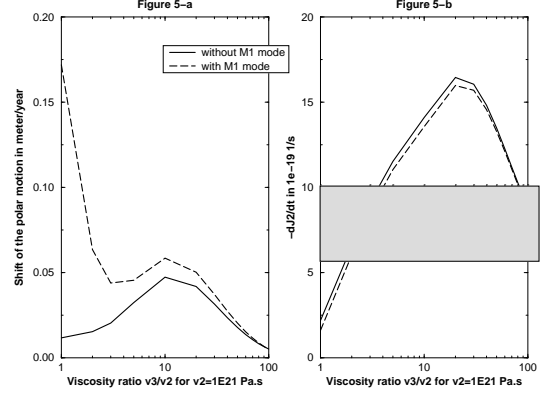 Figure 5-a
Figure 5-b
0.20
0.15
0.10
0.05
0.00
Shift of the polar motion in meter/year
without M1 mode
with M1 mode
1
10
100
Viscosity ratio v3/v2 for v2=1E21 Pa.s
20
15
10
5
0
-dJ2/dt in 1e-19 1/s
1
10
100
Viscosity ratio v3/v2 for v2=1E21 Pa.s